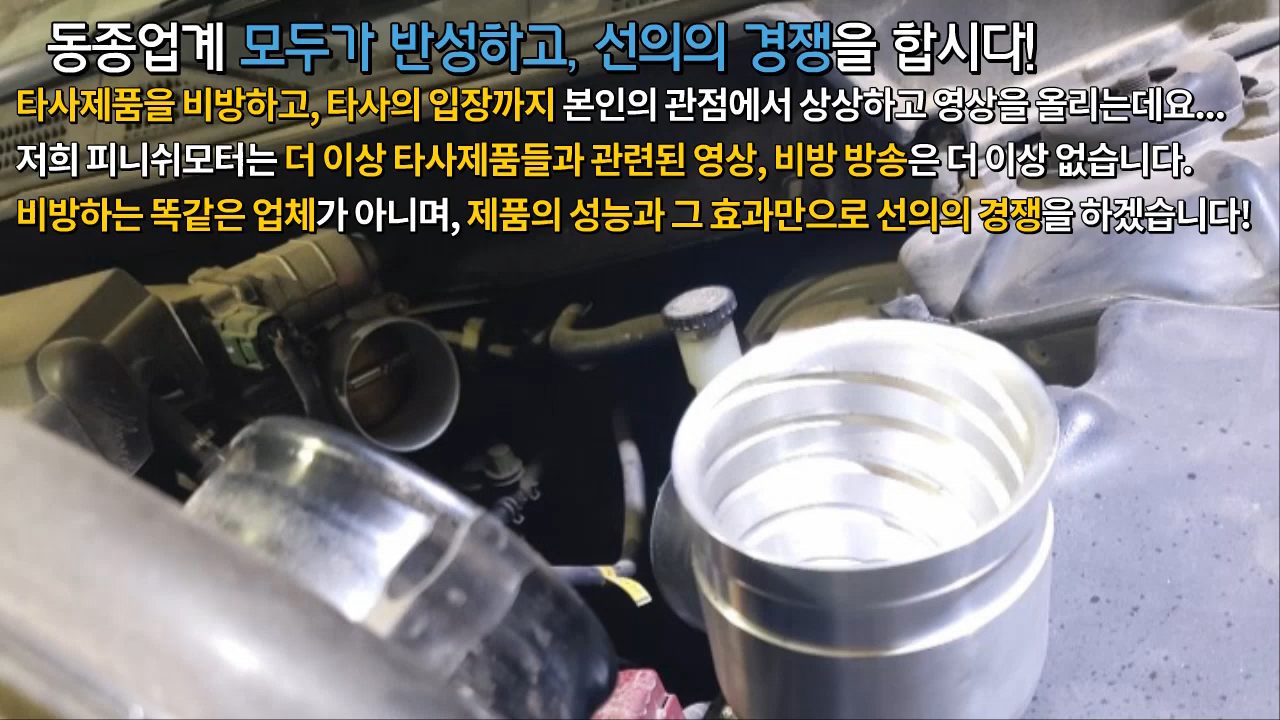 동종업계 모두가 반성하고, 선의의 경쟁을 합시다!
타사제품을 비방하고, 타사의 입장까지 본인의 관점에서 상상하고 영상을 올리는데요...
저희 피니쉬모터는 더 이상 타사제품들과 관련된 영상, 비방 방송은 더 이상 없습니다.
비방하는 똑같은 업체가 아니며, 제품의 성능과 그 효과만으로 선의의 경쟁을 하겠습니다!